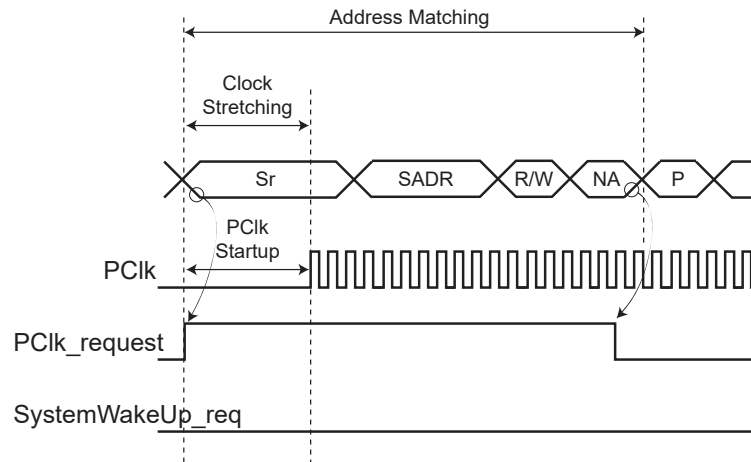 Address Matching
Clock
Stretching
Sr SADR R/W NA P
PClk
Startup
PClk
PClk_request
SystemWakeUp_req